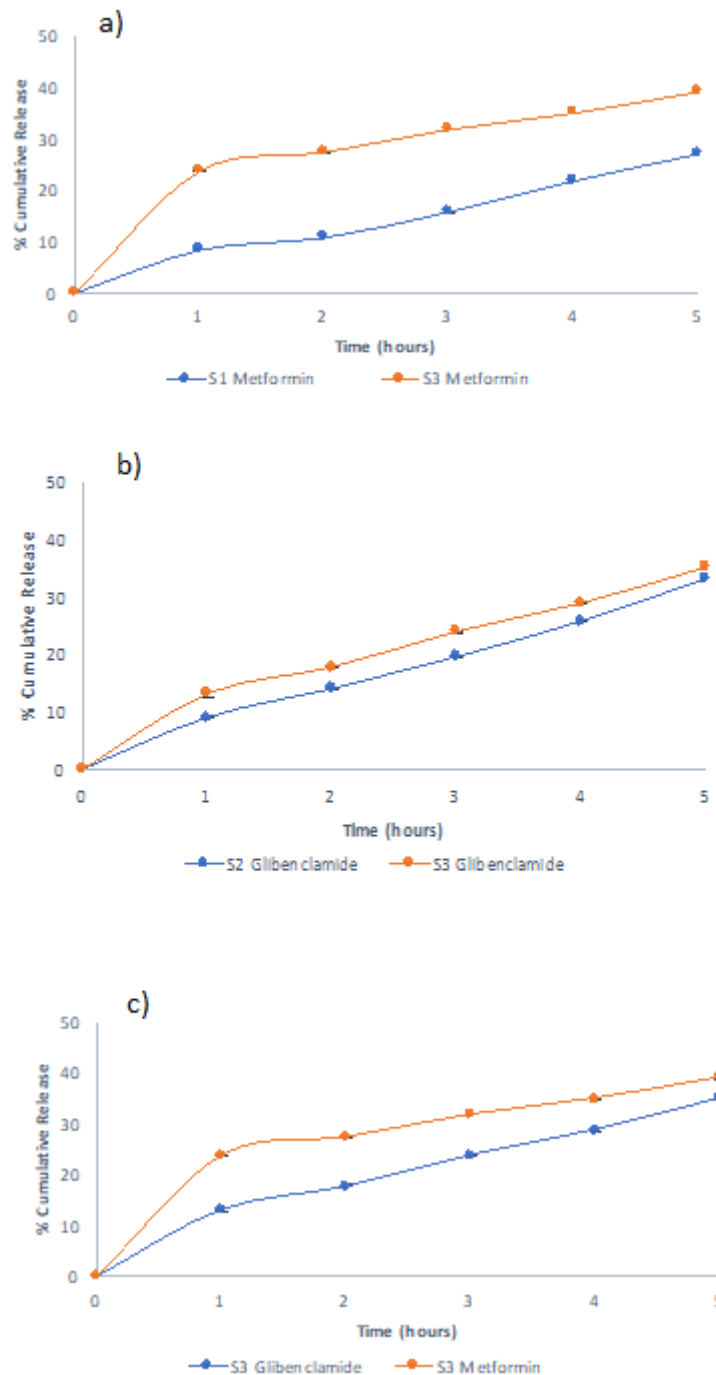 a)
50
40
30
20
10
0
% Cumulative Release
0 1 2 3 4 5
Time (hours)
S1 Metformin S3 Metformin
b)
50
40
30
20
10
0
% Cumulative Release
0 1 2 3 4 5
Time (hours)
S2 Glibenclamide S3 Glibenclamide
c)
50
40
30
20
10
0
% Cumulative Release
0 1 2 3 4 5
Time (hours)
S3 Glibenclamide S3 Metformin